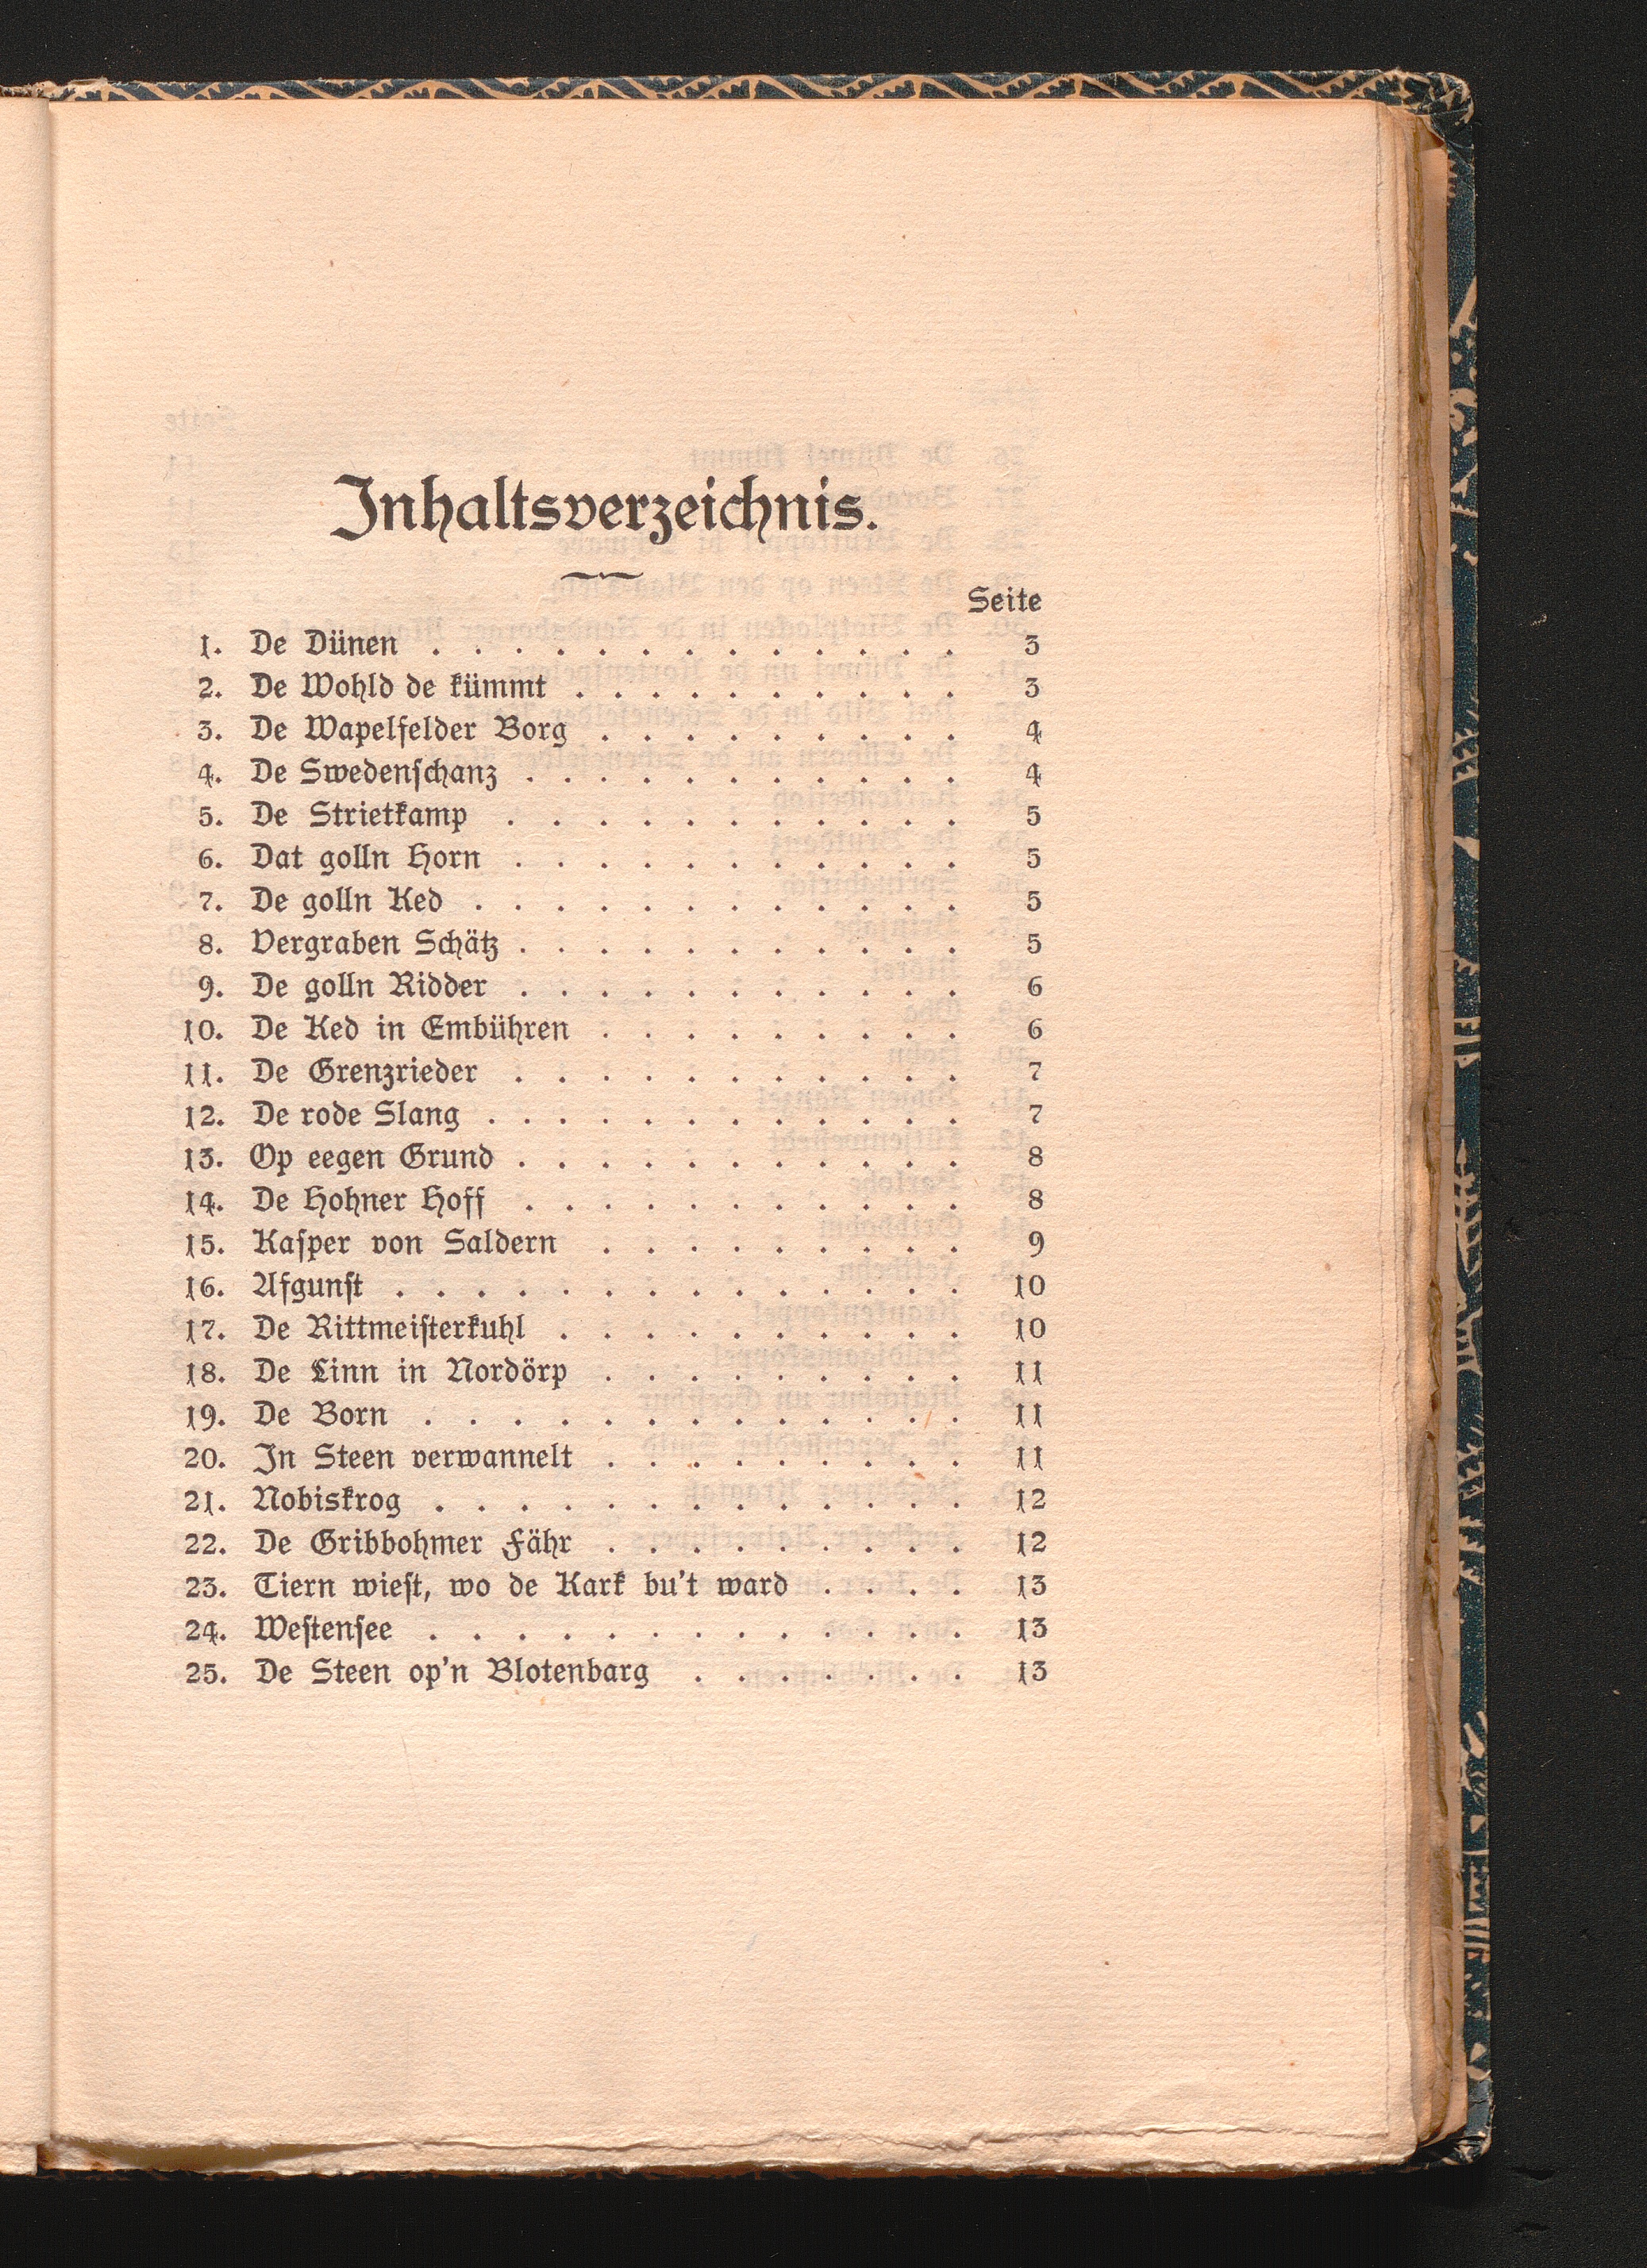 Inhaltsverzeichnis.
Seite
1. De Dünen . . . . . . . . . . . . . 3
2. De Wohld de kümmt . . . . . . . . . . 3
3. De Wapelfelder Borg . . . . . . . . . 4
4. De Swedenſchanz . . . . . . . . . . . 4
5. De Strietkamp . . . . . . . . . . . 5
6. Dat golln Horn . . . . . . . . . . . 5
7. De golln Ked . . . . . . . . . . . . 5
8. Vergraben Schätz . . . . . . . . . . . 5
9. De golln Ridder . . . . . . . . . . . 6
10. De Ked in Embühren . . . . . . . . . 6
11. De Grenzrieder . . . . . . . . . . . 7
12. De rode Slang . . . . . . . . . . . . 7
13. Op eegen Grund . . . . . . . . . . . 8
14. De Hohner Hoff . . . . . . . . . . . 8
15. Kaſper von Saldern . . . . . . . . . 9
16. Afgunſt . . . . . . . . . . . . . . 10
17. De Rittmeiſterkuhl . . . . . . . . . . 10
18. De Linn in Nordörp . . . . . . . . . 11
19. De Born . . . . . . . . . . . . . 11
20. In Steen verwannelt . . . . . . . . . 11
21. Nobiskrog . . . . . . . . . . . . . 12
22. De Gribbohmer Fähr . . . . . . . . . 12
23. Tiern wieſt, wo de Kark bu't ward . . . . 13
24. Weſtenſee . . . . . . . . . . . . . 13
25. De Steen op'n Blotenbarg . . . . . . . 13